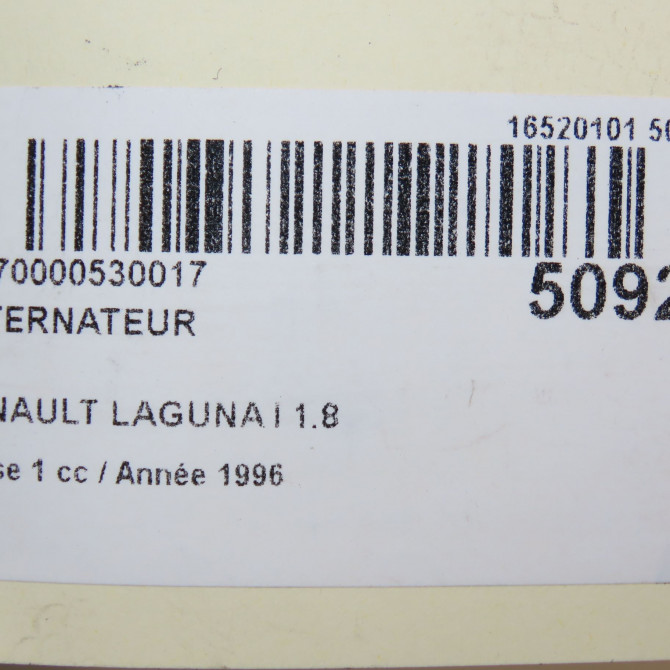 16520101 50
70000530017
5092
TERNATEUR
NAULT LAGUNA I 1.8
se 1 cc / Année 1996